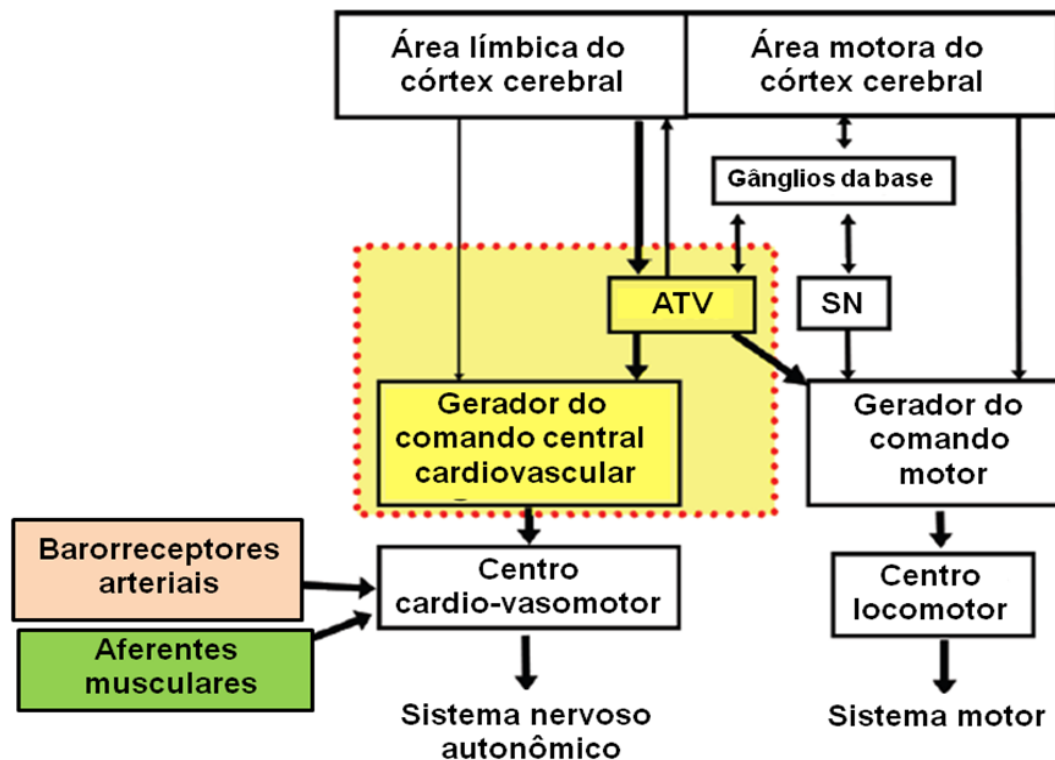 Área límbica do
córtex cerebral
Área motora do
córtex cerebral
Gânglios da base
ATV
SN
Gerador do
comando central
cardiovascular
Gerador do
comando
motor
Barorreceptores
arteriais
Aferentes
musculares
Centro
cardio-vasomotor
Centro
locomotor
Sistema nervoso
autonômico
Sistema motor